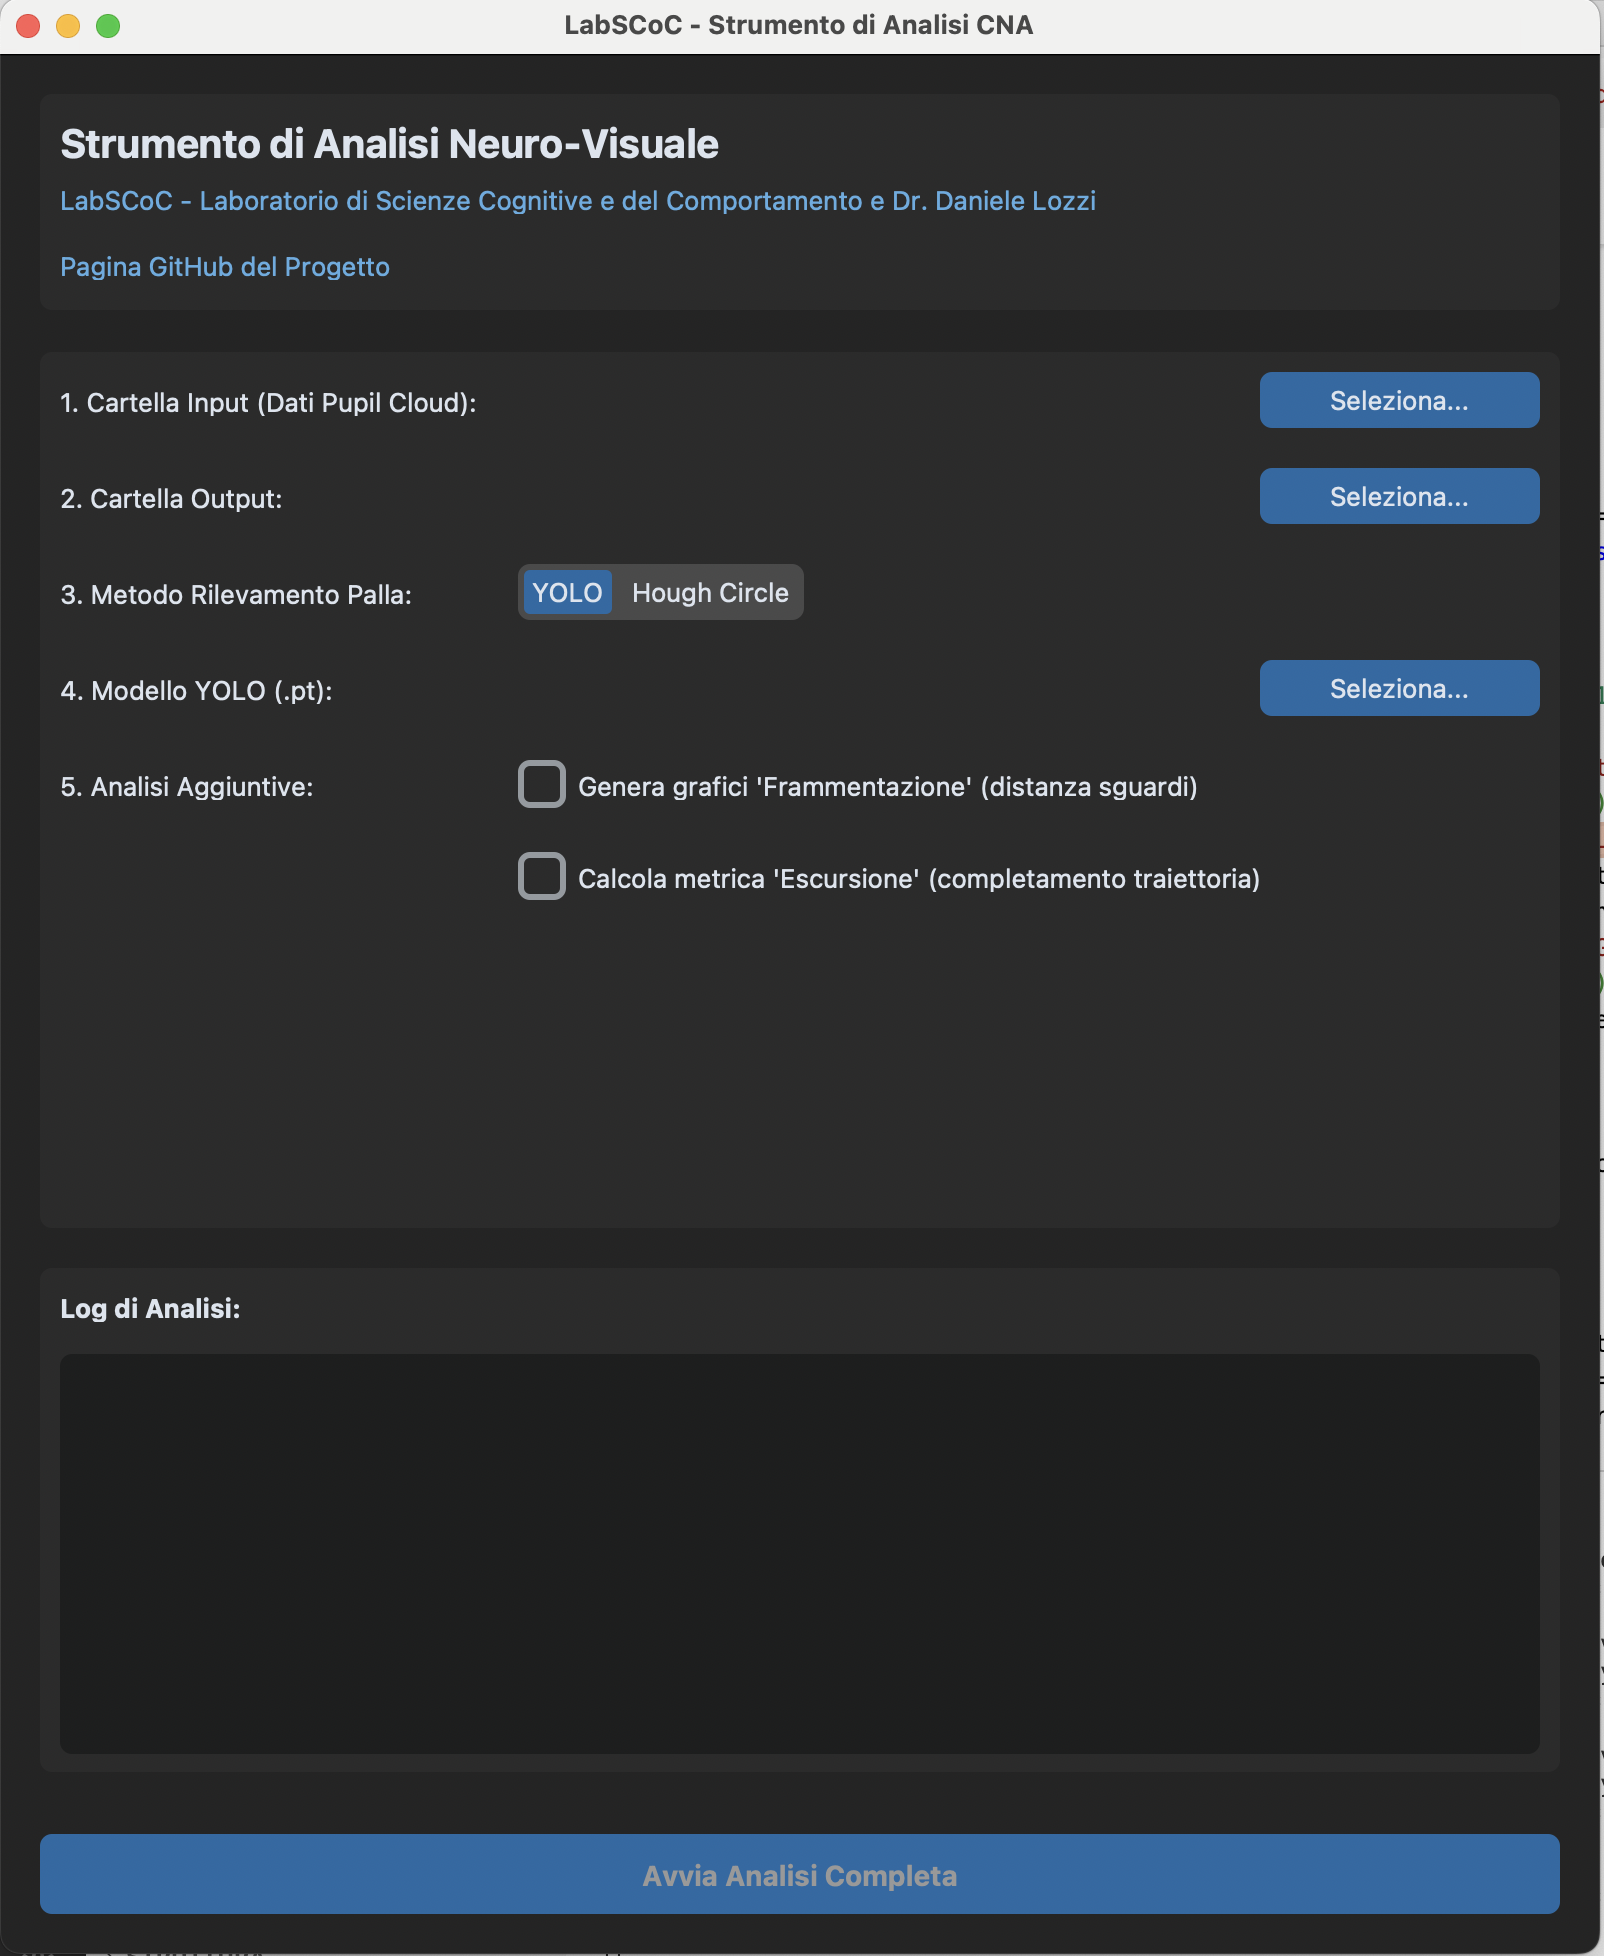 LabSCoC - Strumento di Analisi CNA
Strumento di Analisi Neuro-Visuale
LabSCoC - Laboratorio di Scienze Cognitive e del Comportamento e Dr. Daniele Lozzi
Pagina GitHub del Progetto
1. Cartella Input (Dati Pupil Cloud):
Seleziona...
2. Cartella Output:
Seleziona...
3. Metodo Rilevamento Palla:
YOLO Hough Circle
4. Modello YOLO (.pt):
Seleziona...
5. Analisi Aggiuntive:
Genera grafici 'Frammentazione' (distanza sguardi)
Calcola metrica 'Escursione' (completamento traiettoria)
Log di Analisi:
Avvia Analisi Completa